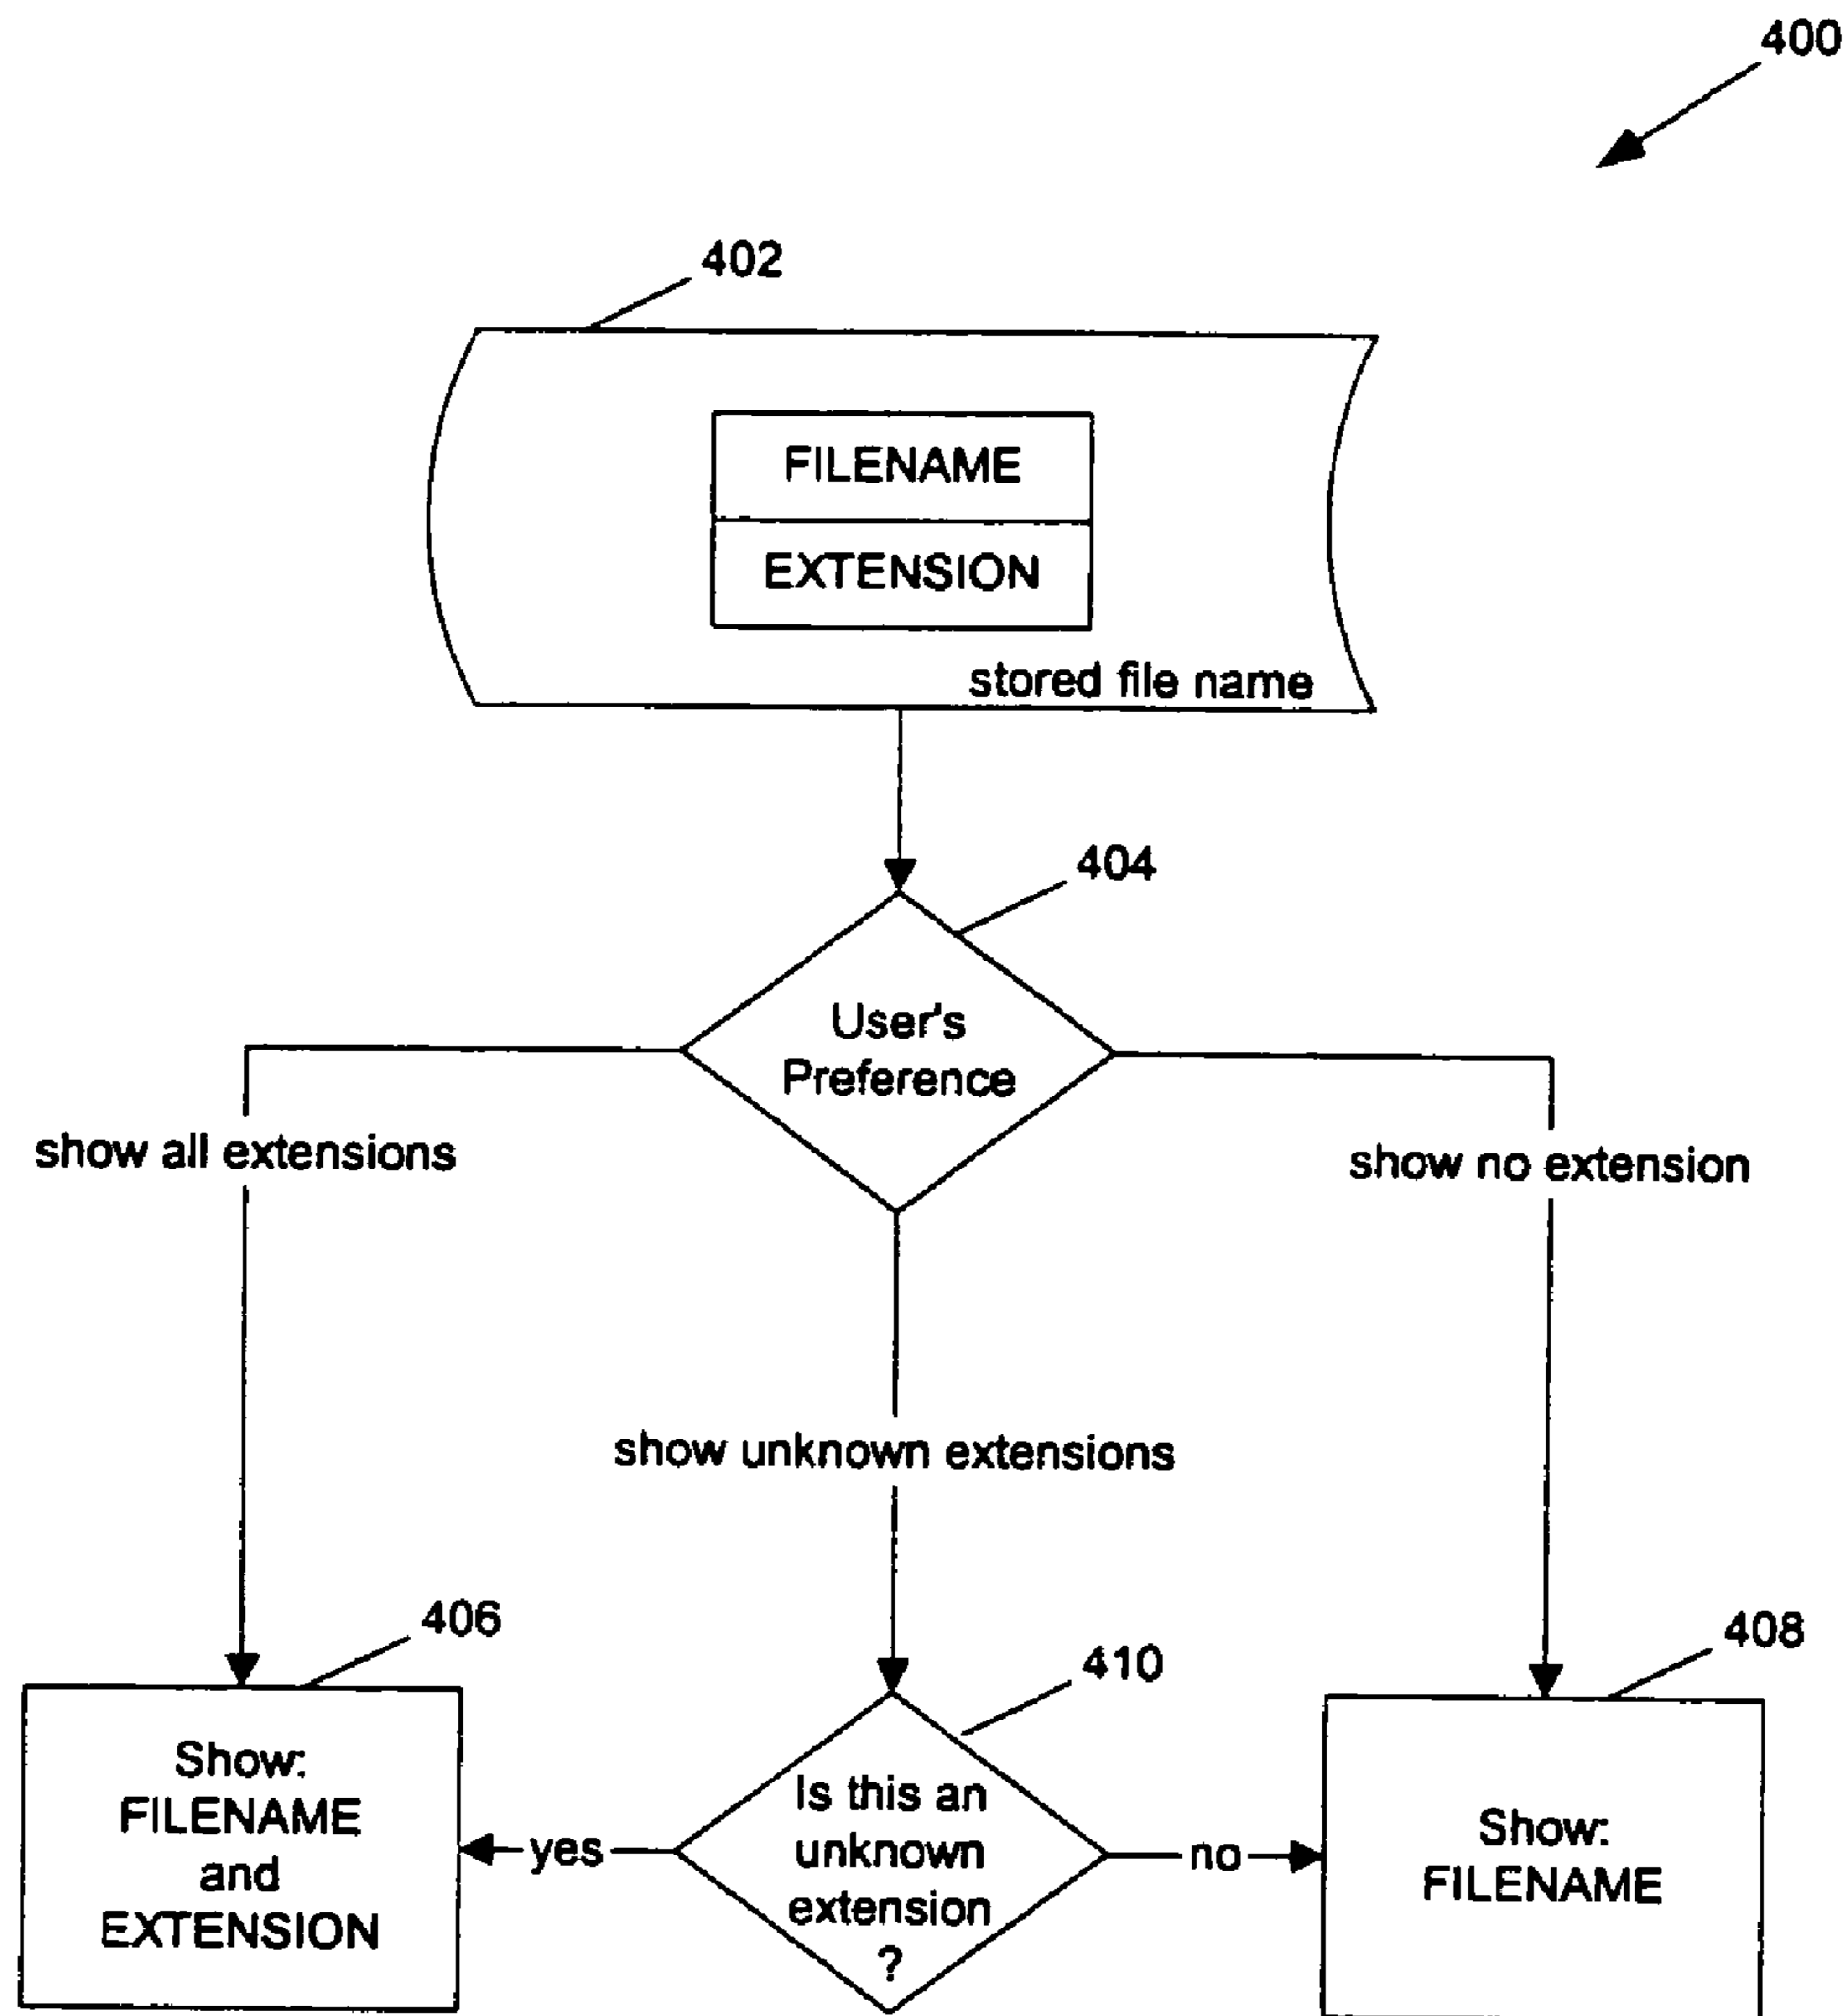 400
402
FILENAME
EXTENSION
stored file name
404
User's
Preference
show all extensions
show no extension
show unknown extensions
406
410
408
Show:
FILENAME
and
EXTENSION
yes
Is this an
unknown
extension
?
no
Show:
FILENAME